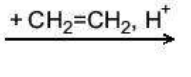 + CH₂=CH₂, H⁺